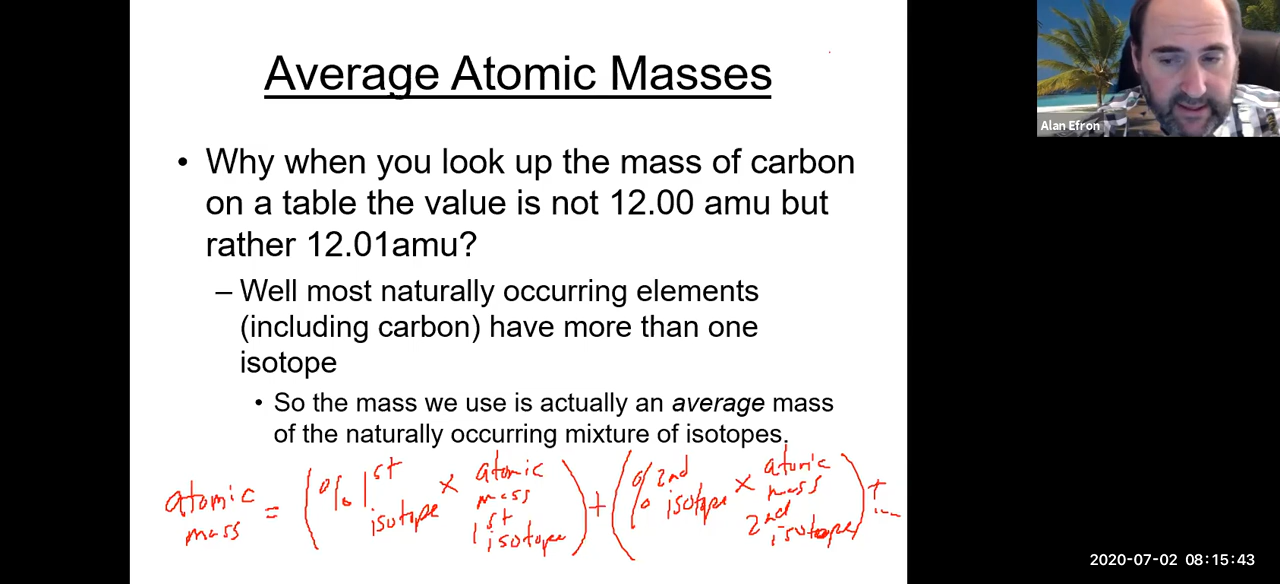 Average Atomic Masses
Alan Efron
• Why when you look up the mass of carbon
on a table the value is not 12.00 amu but
rather 12.01amu?
– Well most naturally occurring elements
(including carbon) have more than one
isotope
• So the mass we use is actually an average mass
of the naturally occurring mixture of isotopes.
atomic mass = (% 1st isotope x atomic mass 1st isotope) + (% 2nd isotope x atomic mass 2nd isotope) + ...
2020-07-02 08:15:43